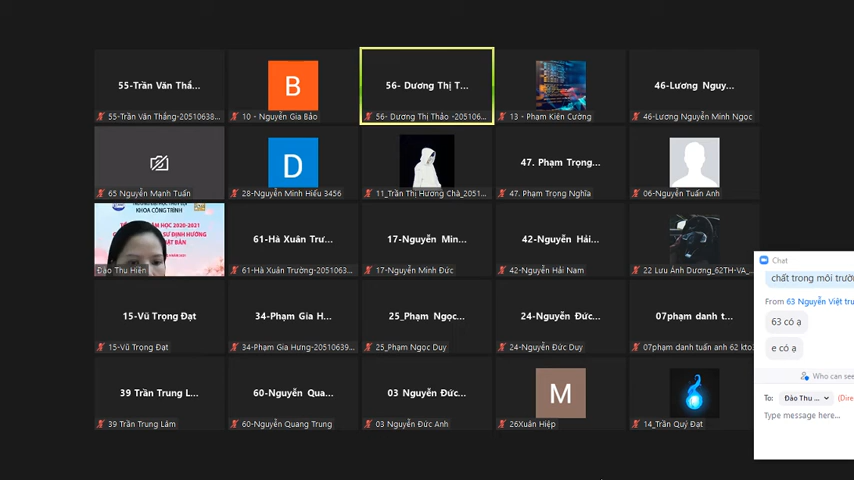 55-Trần Văn Thắ...
B
56- Dương Thị T...
46-Lương Nguy...
55-Trần Văn Thắng-20510638...
10 - Nguyễn Gia Bảo
56- Dương Thị Thảo -205106...
13 - Phạm Kiên Cường
46-Lương Nguyễn Minh Ngọc
D
47. Phạm Trọng...
65 Nguyễn Mạnh Tuấn
28-Nguyễn Minh Hiếu 3456
11_Trần Thị Hương Chà_2051...
47. Phạm Trọng Nghĩa
06-Nguyễn Tuấn Anh
KHOA CÔNG TRÌNH
61-Hà Xuân Trư...
17-Nguyễn Min...
42-Nguyễn Hải...
Đào Thu Hiền
61-Hà Xuân Trường-2051063...
17-Nguyễn Minh Đức
42-Nguyễn Hải Nam
22 Lưu Ánh Dương_62TH-VA_...
15-Vũ Trọng Đạt
34-Phạm Gia H...
25_Phạm Ngọc...
24-Nguyễn Đức...
07phạm danh t...
15-Vũ Trọng Đạt
34-Phạm Gia Hưng-20510639...
25_Phạm Ngọc Duy
24-Nguyễn Đức Duy
07phạm danh tuấn anh 62 kto3
39 Trần Trung L...
60-Nguyễn Qua...
03 Nguyễn Đức...
M
39 Trần Trung Lâm
60-Nguyễn Quang Trung
03 Nguyễn Đức Anh
26Xuân Hiệp
14_Trần Quý Đạt
Chat
chất trong môi trườ
From 63 Nguyễn Việt tru
63 có ạ
e có ạ
Who can see
To: Đào Thu ... (Dire
Type message here...